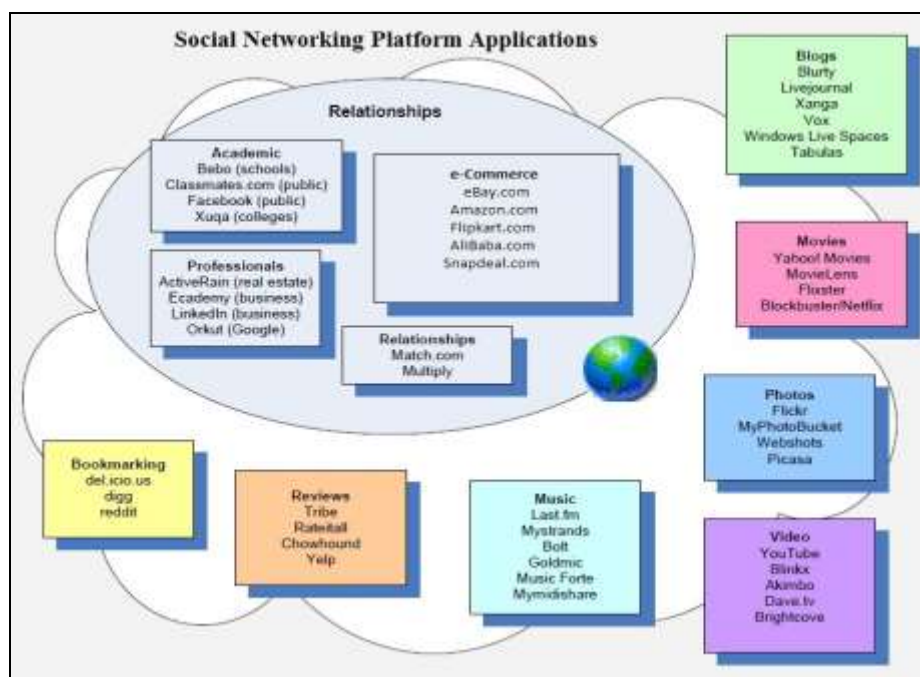 Social Networking Platform Applications
Relationships
Academic
Bebo (schools)
Classmates.com (public)
Facebook (public)
Xuqa (colleges)
e-Commerce
eBay.com
Amazon.com
Flipkart.com
AliBaba.com
Snapdeal.com
Professionals
ActiveRain (real estate)
Ecademy (business)
LinkedIn (business)
Orkut (Google)
Relationships
Match.com
Multiply
Blogs
Blurty
Livejournal
Xanga
Vox
Windows Live Spaces
Tabulas
Movies
Yahoo! Movies
MovieLens
Flixster
Blockbuster/Netflix
Photos
Flickr
MyPhotoBucket
Webshots
Picasa
Bookmarking
del.icio.us
digg
reddit
Reviews
Tribe
Rateitall
Chowhound
Yelp
Music
Last.fm
Mystrands
Bolt
Goldmic
Music Forte
Mymidishare
Video
YouTube
Blinkx
Akimbo
Dave.tv
Brightcove